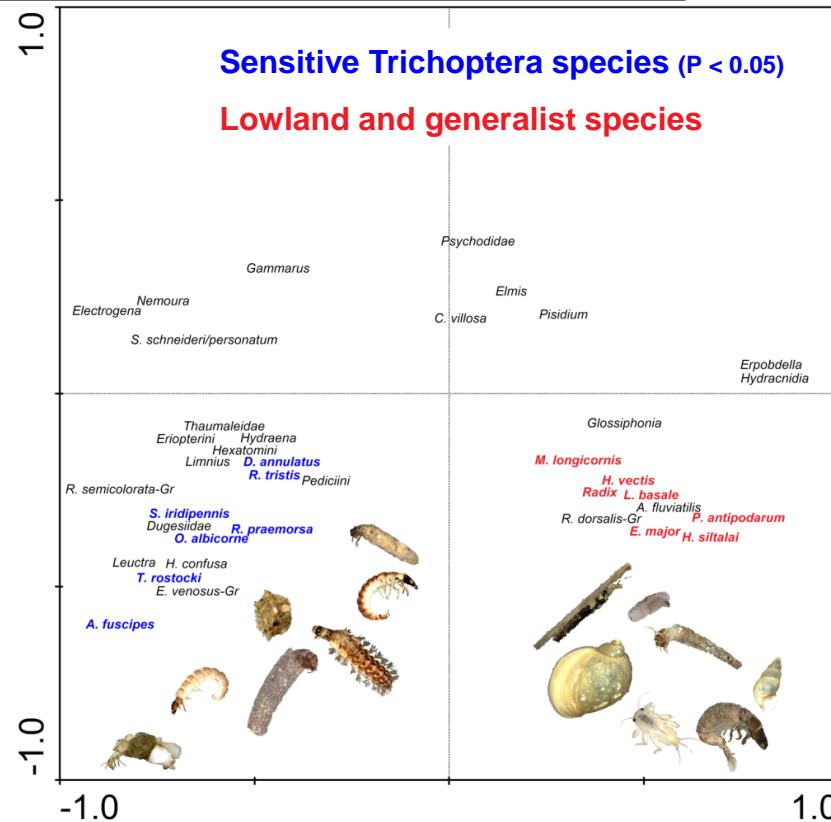 1.0
Sensitive Trichoptera species (P < 0.05)
Lowland and generalist species
Psychodidae
Gammarus
Elmis
Nemoura
Electrogena
Pisidium
C. villosa
S. schneideri/personatum
Erpobdella
Hydracnidia
Glossiphonia
Thaumaleidae
Eriopterini
Hydraena
Hexatomini
Limnius
D. annulatus
M. longicornis
R. tristis
Pediciini
H. vectis
R. semicolorata-Gr
Radix
L. basale
A. fluviatilis
S. iridipennis
R. dorsalis-Gr
P. antipodarum
Dugesiidae
R. praemorsa
E. major
O. albicorne
H. siltalai
Leuctra
H. confusa
T. rostocki
E. venosus-Gr
A. fuscipes
-1.0
-1.0
1.0